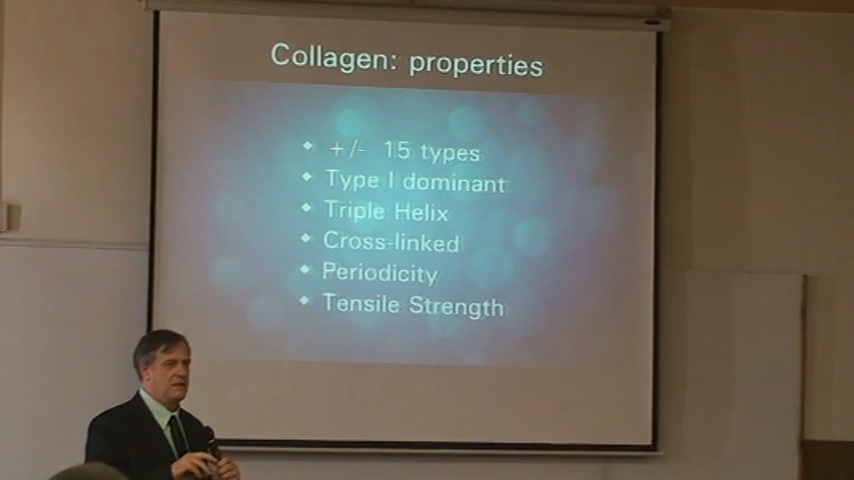 Collagen: properties
+/- 15 types
Type I dominant
Triple Helix
Cross-linked
Periodicity
Tensile Strength